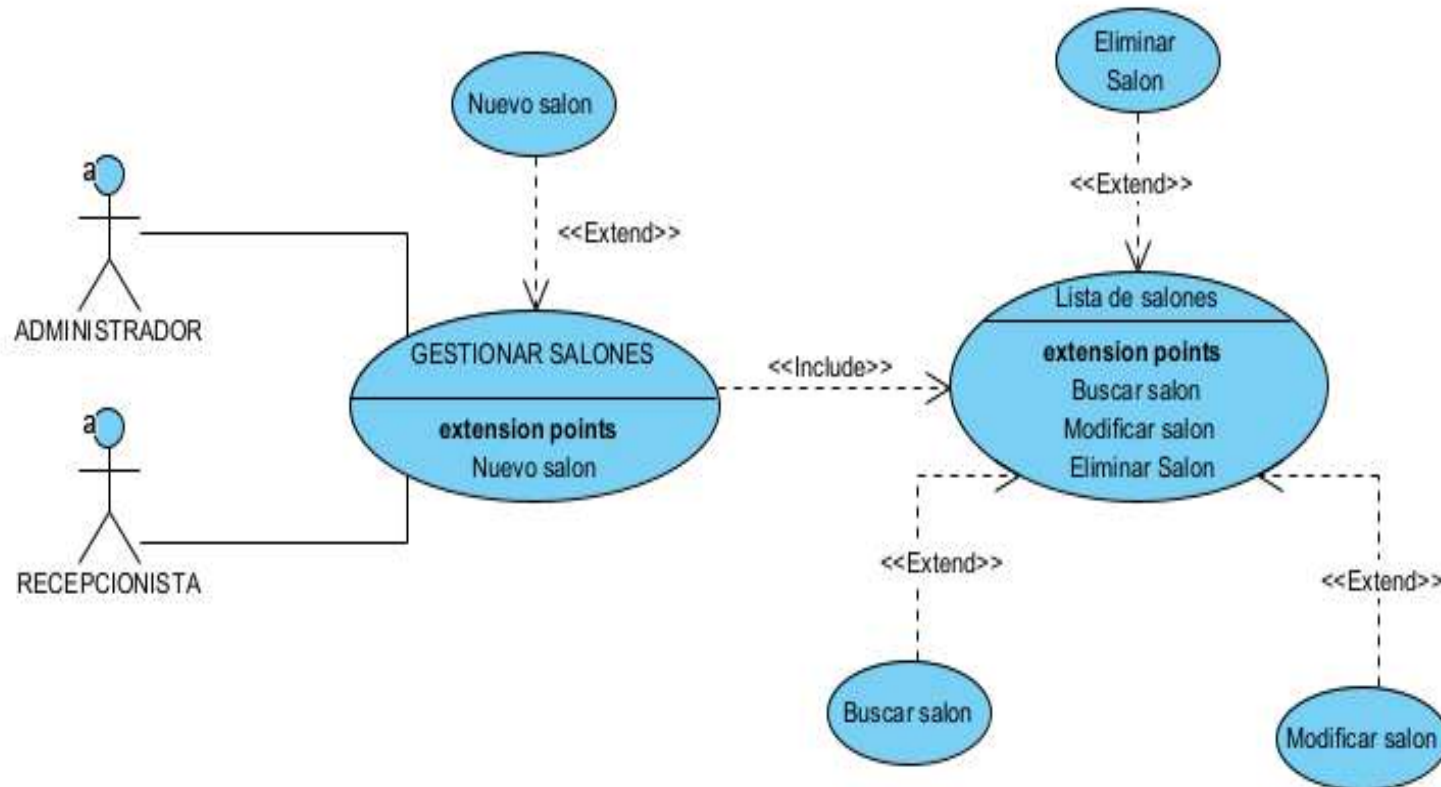 Eliminar
Salon
Nuevo salon
a
<<Extend>>
<<Extend>>
ADMINISTRADOR
GESTIONAR SALONES
extension points
Nuevo salon
<<Include>>
Lista de salones
extension points
Buscar salon
Modificar salon
Eliminar Salon
a
RECEPCIONISTA
<<Extend>>
<<Extend>>
Buscar salon
Modificar salon